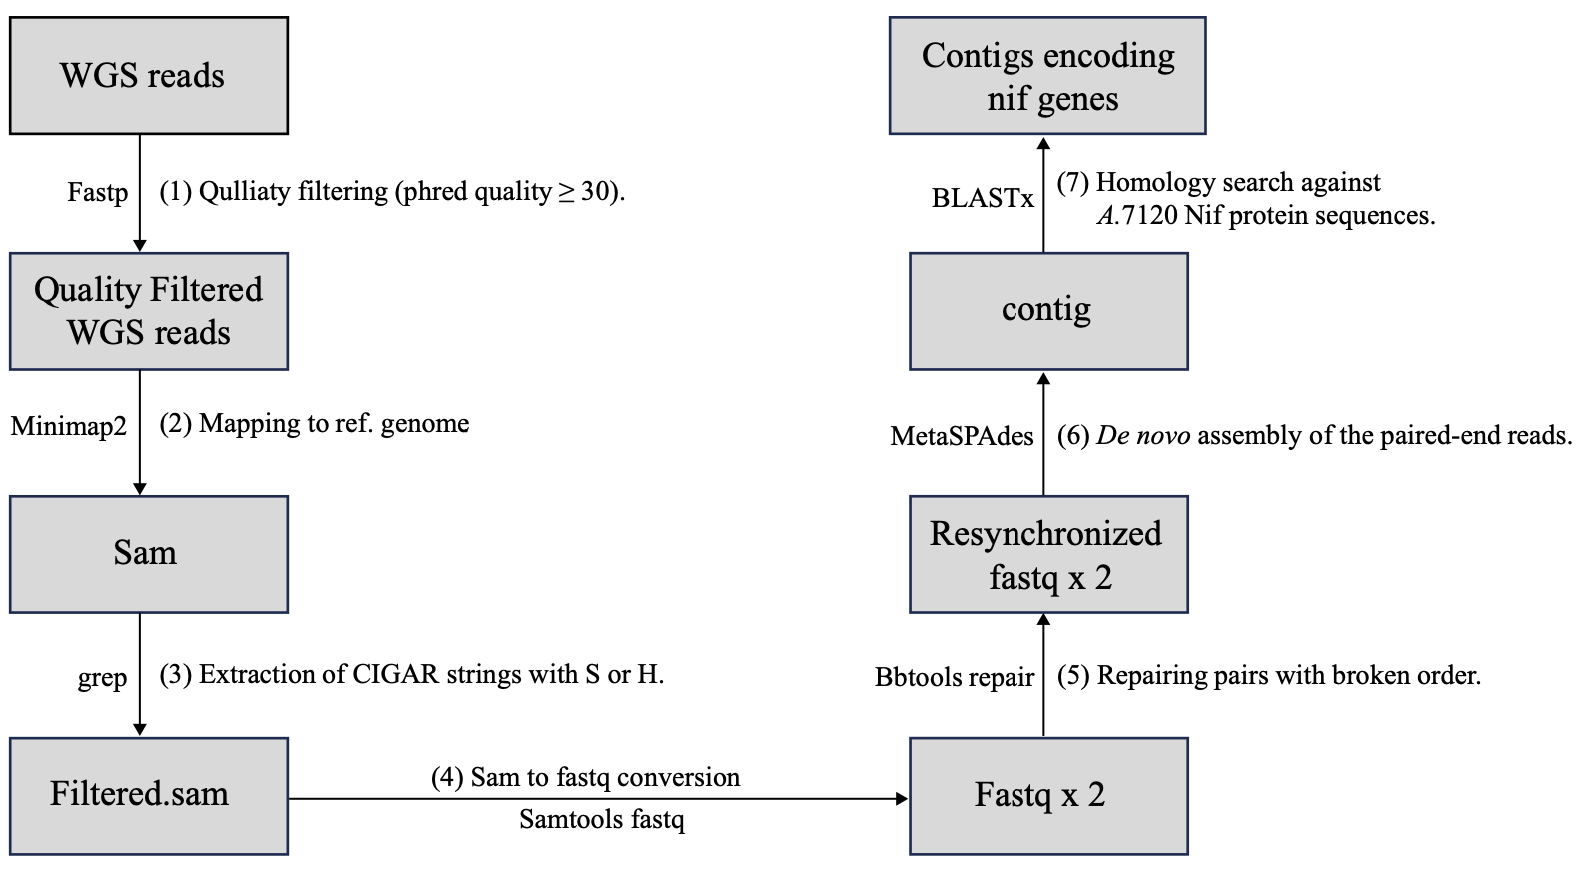 WGS reads
Fastp
(1) Qulliaty filtering (phred quality ≥ 30).
Quality Filtered
WGS reads
Minimap2
(2) Mapping to ref. genome
Sam
grep
(3) Extraction of CIGAR strings with S or H.
Filtered.sam
(4) Sam to fastq conversion
Samtools fastq
Fastq x 2
Bbtools repair
(5) Repairing pairs with broken order.
Resynchronized
fastq x 2
MetaSPAdes
(6) De novo assembly of the paired-end reads.
contig
BLASTx
(7) Homology search against
A.7120 Nif protein sequences.
Contigs encoding
nif genes